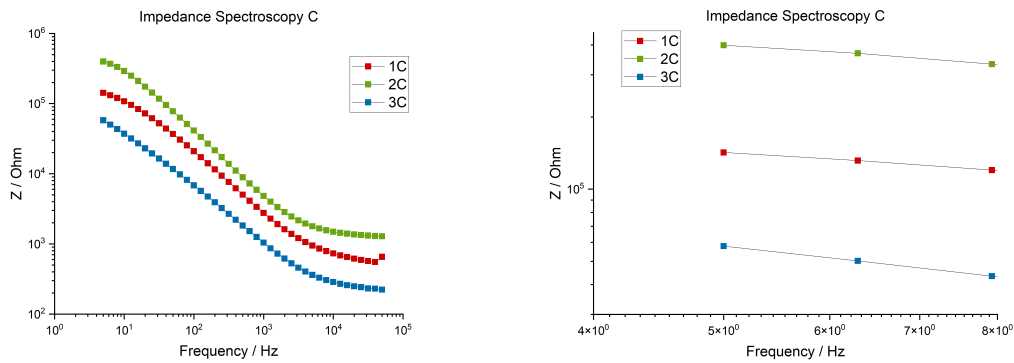 Impedance Spectroscopy C
10⁶
10⁵
10⁴
10³
10²
Z / Ohm
1C
2C
3C
10⁰
10¹
10²
10³
10⁴
10⁵
Frequency / Hz
Impedance Spectroscopy C
1C
2C
3C
10⁵
Z / Ohm
4×10⁰
5×10⁰
6×10⁰
7×10⁰
8×10⁰
Frequency / Hz